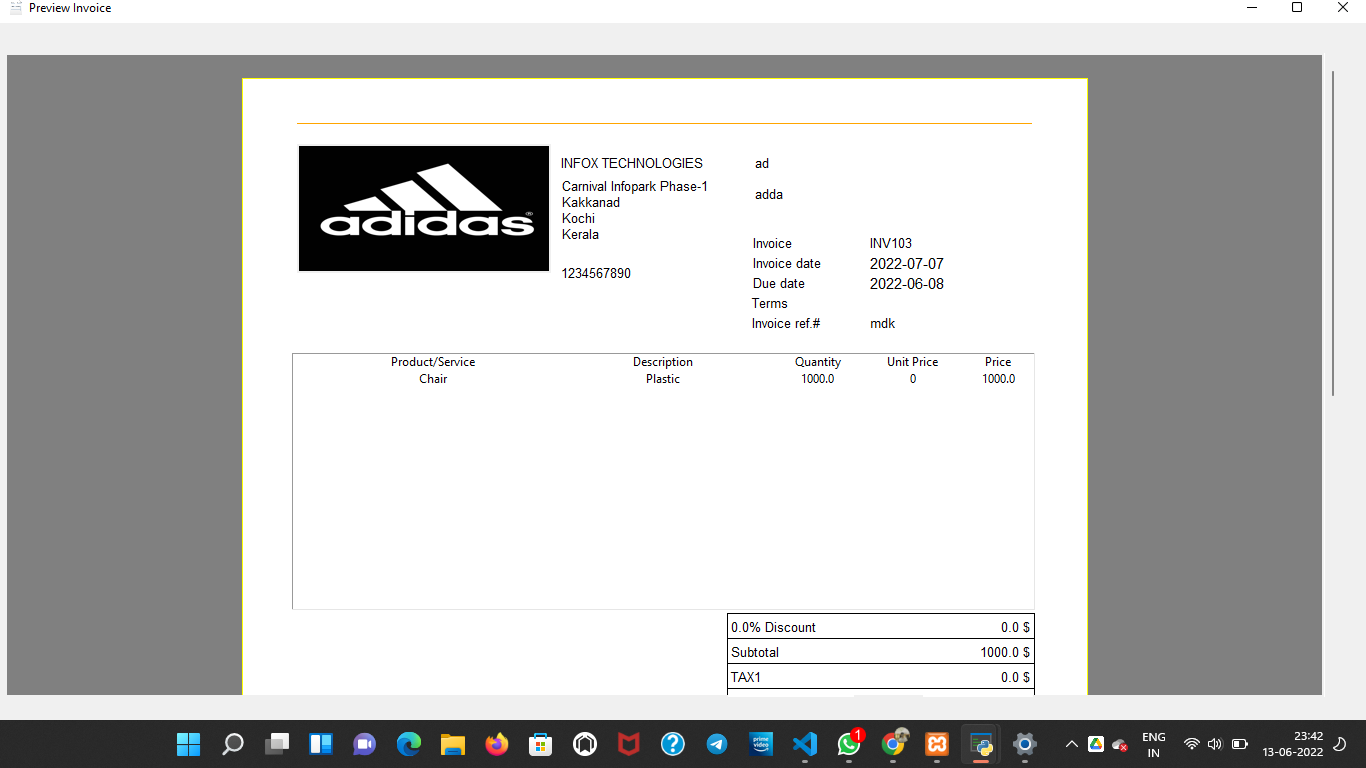 Preview Invoice
adidas
®
INFOX TECHNOLOGIES
Carnival Infopark Phase-1
Kakkanad
Kochi
Kerala
1234567890
ad
adda
Invoice INV103
Invoice date 2022-07-07
Due date 2022-06-08
Terms
Invoice ref.# mdk
Product/Service Description Quantity Unit Price Price
Chair Plastic 1000.0 0 1000.0
0.0% Discount 0.0 $
Subtotal 1000.0 $
TAX1 0.0 $
prime video
1
ENG
IN
23:42
13-06-2022